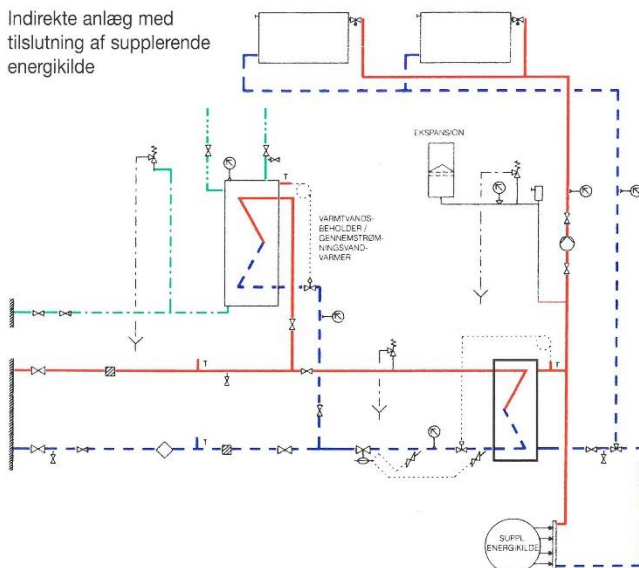 Indirekte anlæg med
tilslutning af supplerende
energikilde
EKSPANSION
T
VARMTVANDS-
BEHOLDER /
GENNEMSTRØM-
NINGSVAND-
VARMER
T
T
T
SUPPL
ENERGIKILDE